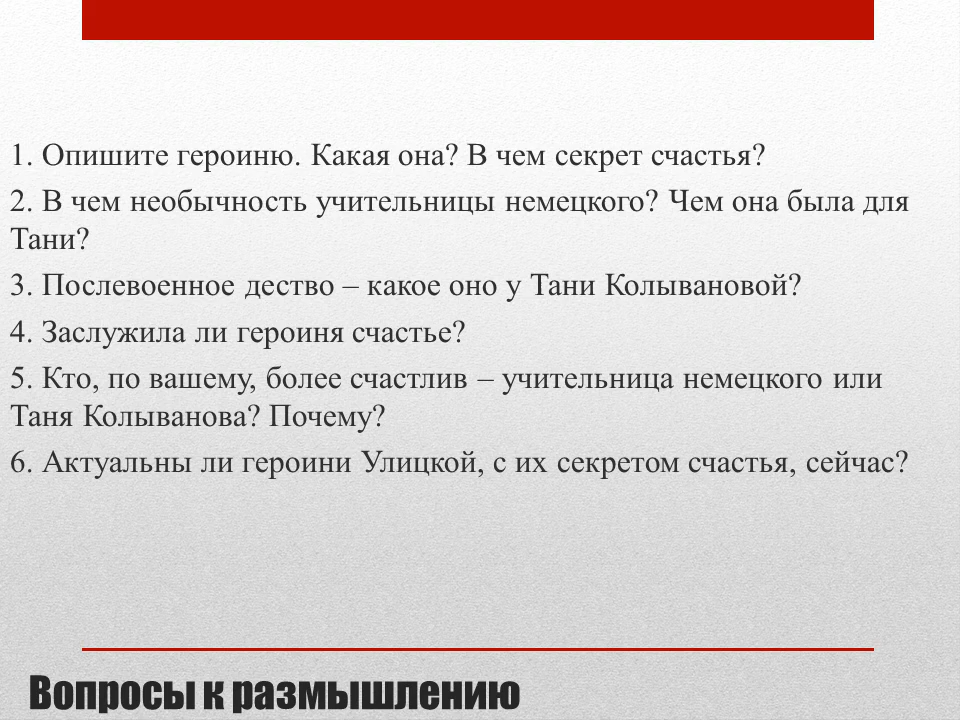 1. Опишите героиню. Какая она? В чем секрет счастья?
2. В чем необычность учительницы немецкого? Чем она была для
Тани?
3. Послевоенное дество – какое оно у Тани Колывановой?
4. Заслужила ли героиня счастье?
5. Кто, по вашему, более счастлив – учительница немецкого или
Таня Колыванова? Почему?
6. Актуальны ли героини Улицкой, с их секретом счастья, сейчас?
Вопросы к размышлению